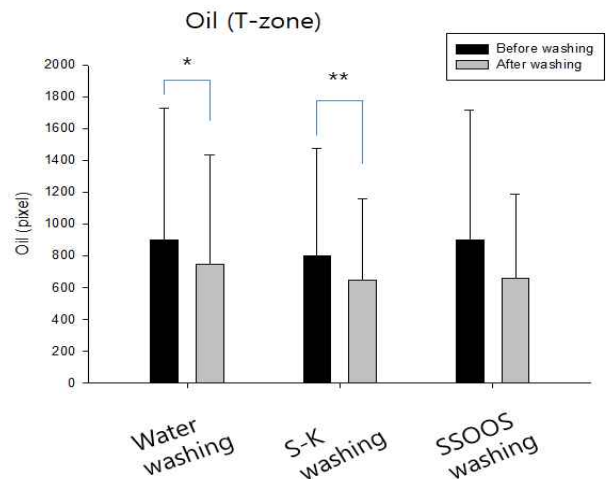 Oil (T-zone)
Before washing
After washing
2000
1800
1600
1400
1200
1000
800
600
400
200
0
Oil (pixel)
*
**
Water
washing
S-K
washing
SSOOS
washing